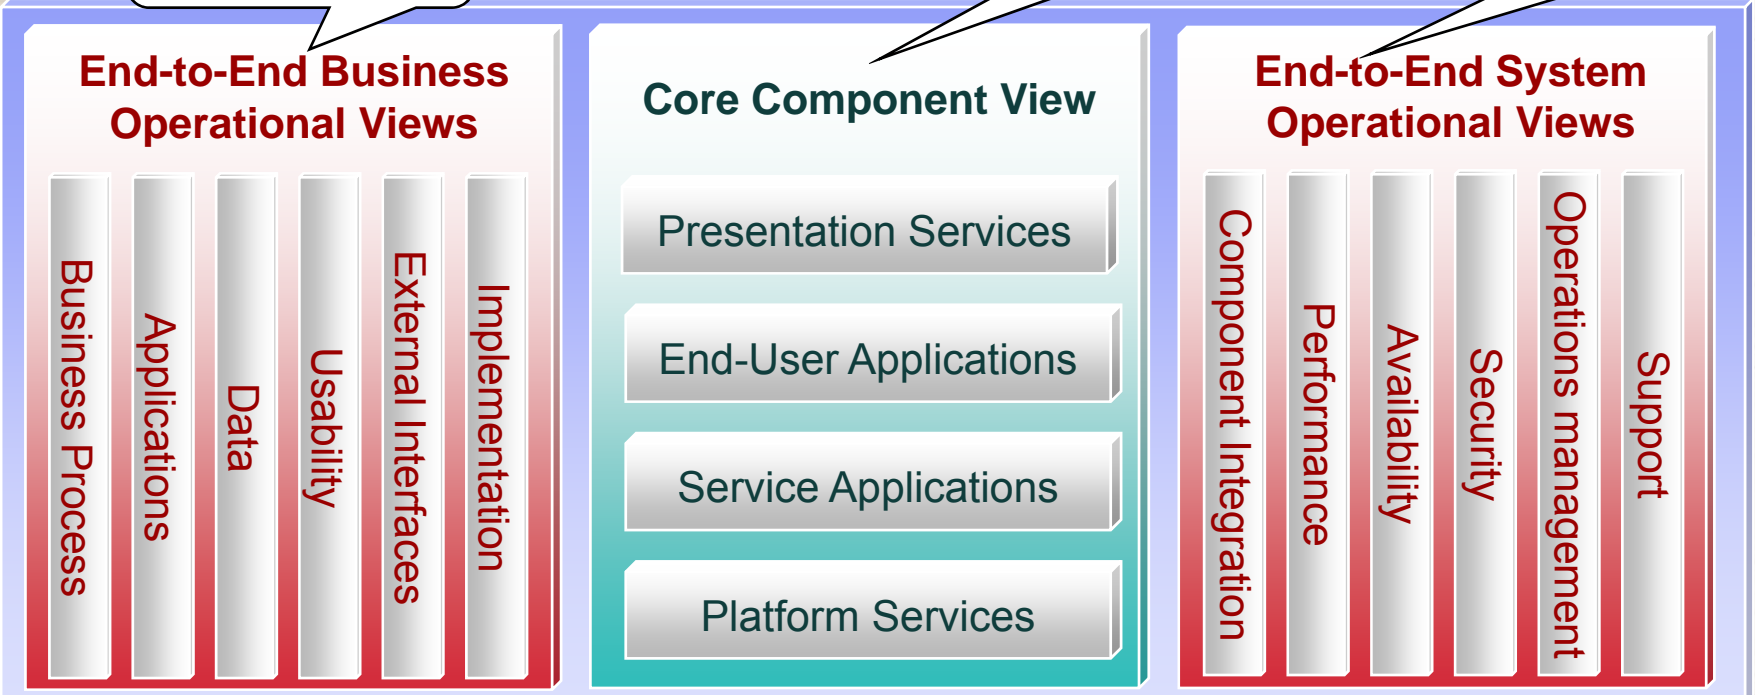 End-to-End Business
Operational Views
Business Process
Applications
Data
Usability
External Interfaces
Implementation
Core Component View
Presentation Services
End-User Applications
Service Applications
Platform Services
End-to-End System
Operational Views
Component Integration
Performance
Availability
Security
Operations management
Support